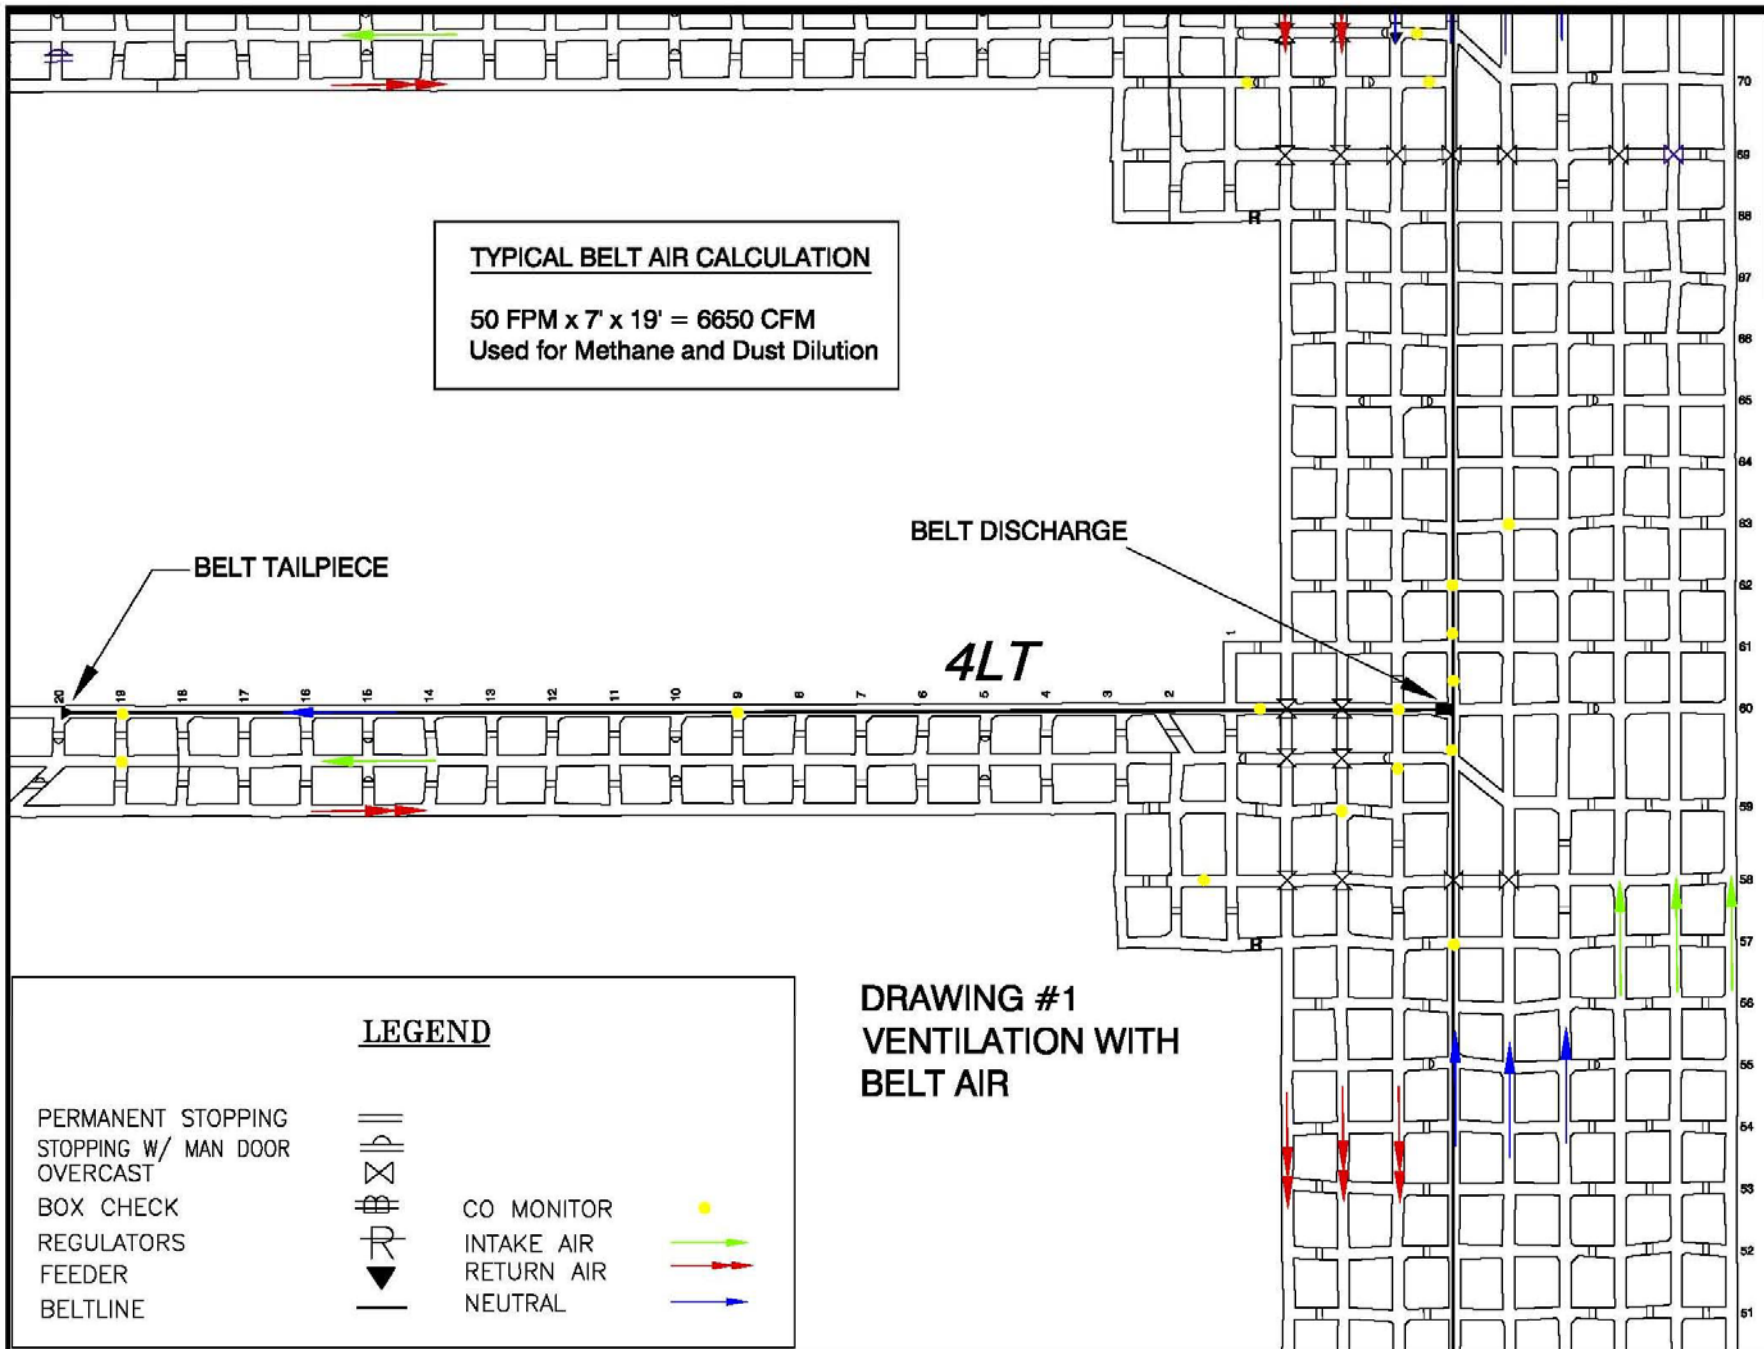 TYPICAL BELT AIR CALCULATION
50 FPM x 7' x 19' = 6650 CFM
Used for Methane and Dust Dilution
BELT TAILPIECE
BELT DISCHARGE
4LT
20 19 18 17 16 15 14 13 12 11 10 9 8 7 6 5 4 3 2
1
70
69
68
67
66
65
64
63
62
61
60
59
58
57
56
55
54
53
52
51
R
R
DRAWING #1
VENTILATION WITH
BELT AIR
LEGEND
PERMANENT STOPPING
STOPPING W/ MAN DOOR
OVERCAST
BOX CHECK
REGULATORS R
FEEDER
BELTLINE
CO MONITOR
INTAKE AIR
RETURN AIR
NEUTRAL